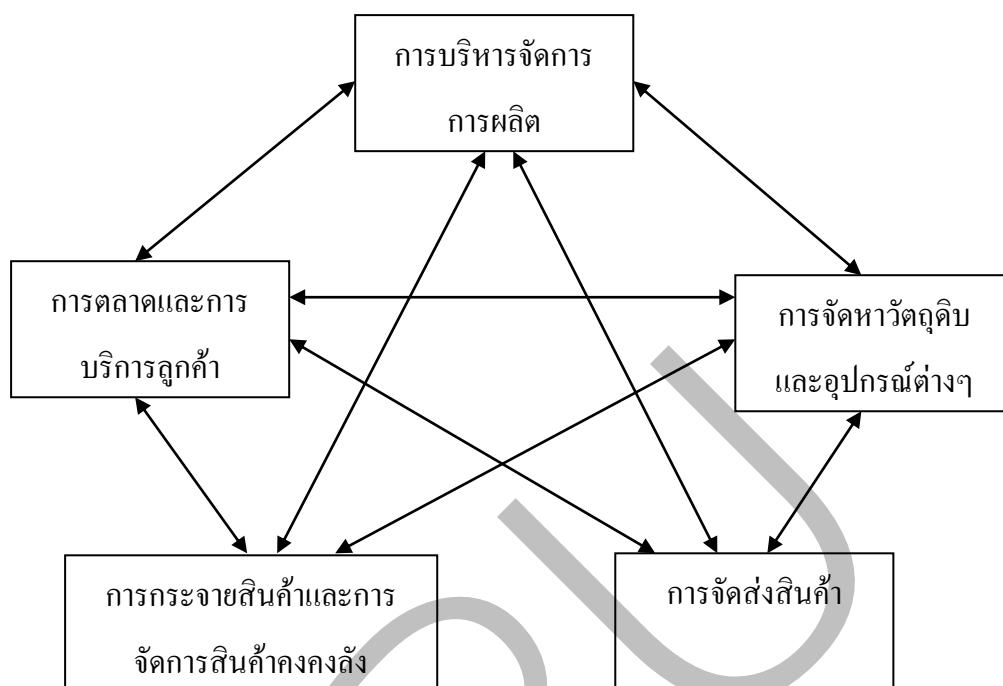 การบริหารจัดการ
การผลิต
การตลาดและการ
บริการลูกค้า
การจัดหาวัตถุดิบ
และอุปกรณ์ต่างๆ
การกระจายสินค้าและการ
จัดการสินค้าคงคงลัง
การจัดส่งสินค้า